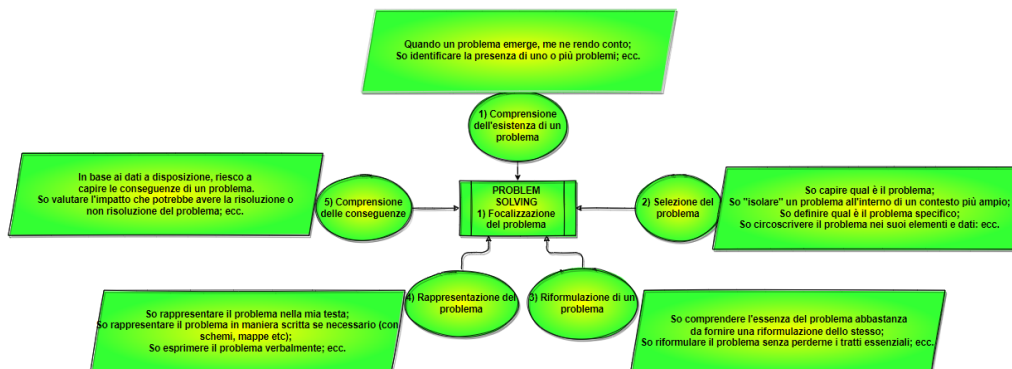 Quando un problema emerge, me ne rendo conto;
So identificare la presenza di uno o più problemi; ecc.
1) Comprensione
dell'esistenza di un
problema
In base ai dati a disposizione, riesco a
capire le conseguenze di un problema.
So valutare l'impatto che potrebbe avere la risoluzione o
non risoluzione del problema; ecc.
5) Comprensione
delle conseguenze
PROBLEM
SOLVING
1) Focalizzazione
del problema
2) Selezione del
problema
So capire qual è il problema;
So "isolare" un problema all'interno di un contesto più ampio;
So definire qual è il problema specifico;
So circoscrivere il problema nei suoi elementi e dati: ecc.
So rappresentare il problema nella mia testa;
So rappresentare il problema in maniera scritta se necessario (con
schemi, mappe etc);
So esprimere il problema verbalmente; ecc.
4) Rappresentazione del
problema
3) Riformulazione di un
problema
So comprendere l'essenza del problema abbastanza
da fornire una riformulazione dello stesso;
So riformulare il problema senza perderne i tratti essenziali; ecc.